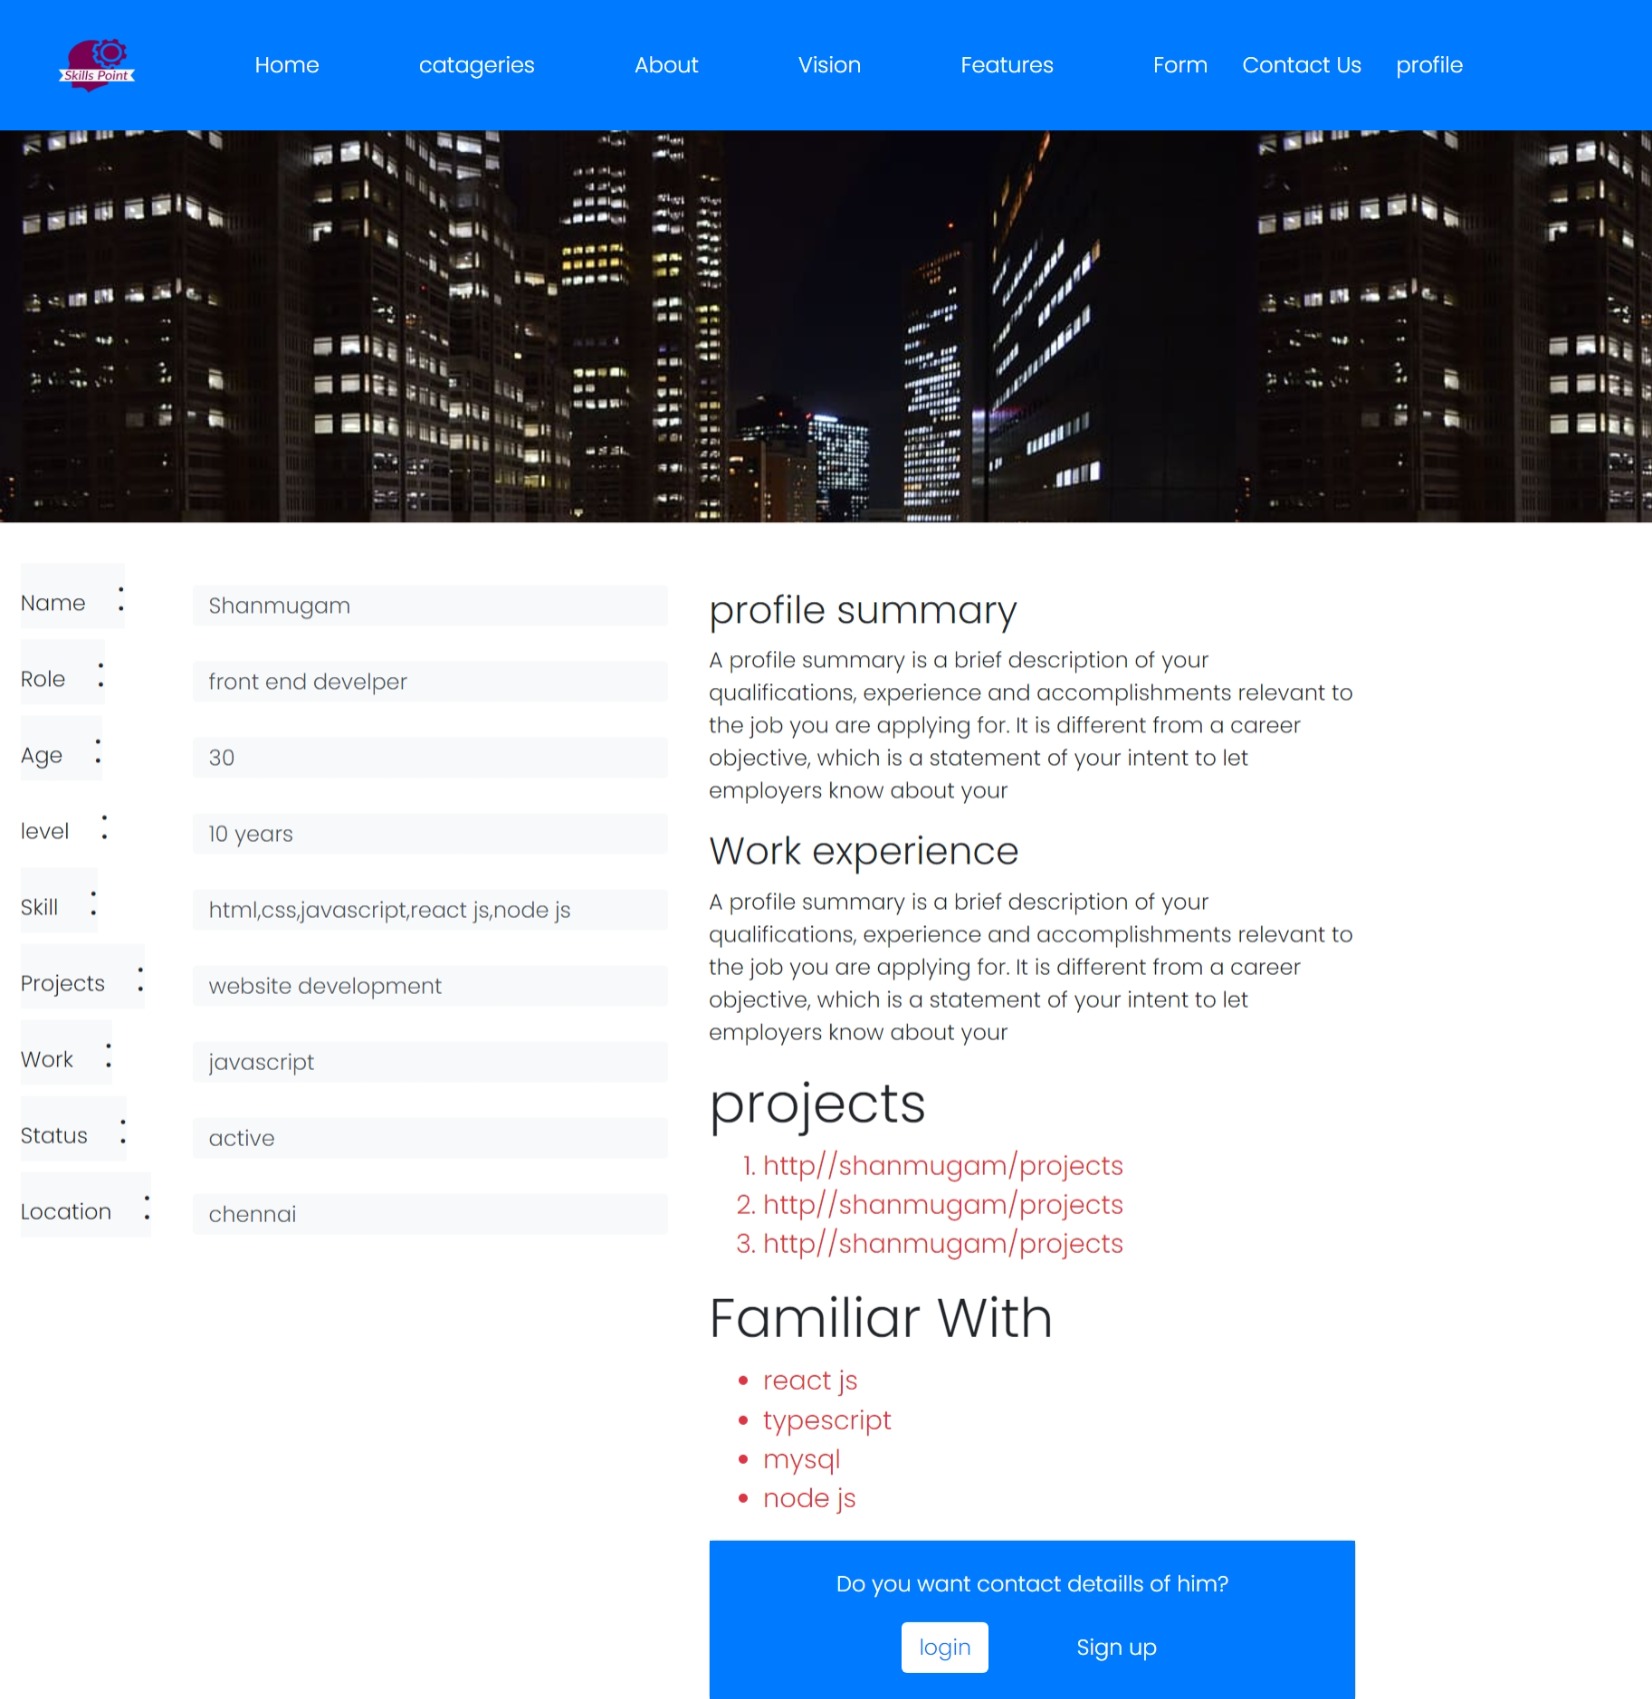 Skills Point
Home catageries About Vision Features Form Contact Us profile
Name : Shanmugam
Role : front end develper
Age : 30
level : 10 years
Skill : html,css,javascript,react js,node js
Projects : website development
Work : javascript
Status : active
Location : chennai
profile summary
A profile summary is a brief description of your
qualifications, experience and accomplishments relevant to
the job you are applying for. It is different from a career
objective, which is a statement of your intent to let
employers know about your
Work experience
A profile summary is a brief description of your
qualifications, experience and accomplishments relevant to
the job you are applying for. It is different from a career
objective, which is a statement of your intent to let
employers know about your
projects
1. http//shanmugam/projects
2. http//shanmugam/projects
3. http//shanmugam/projects
Familiar With
• react js
• typescript
• mysql
• node js
Do you want contact detaills of him?
login Sign up